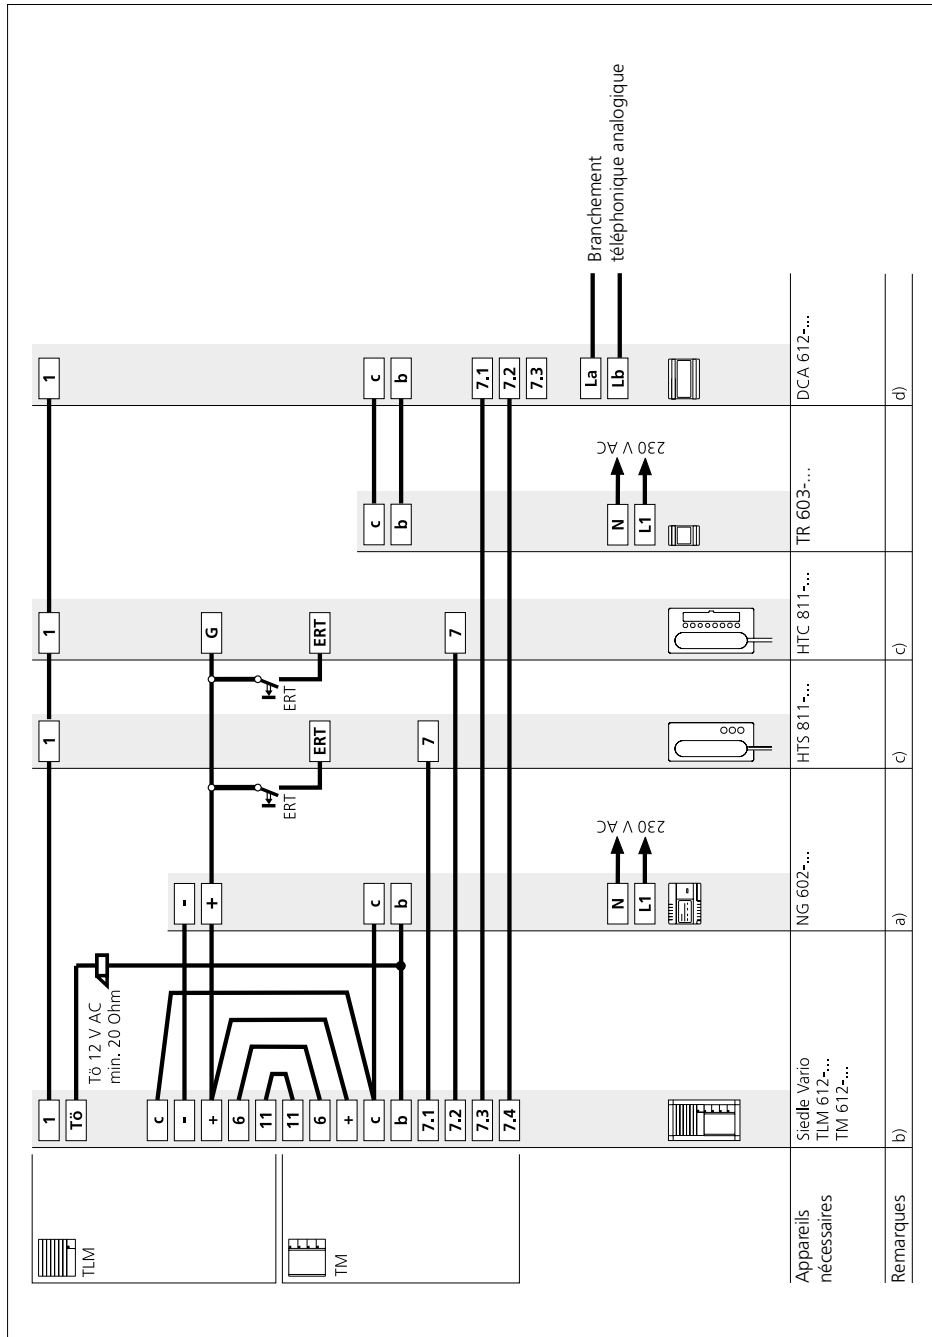 TLM
TM
Appareils
nécessaires
Remarques
1
Tö
c
-
+
6
11
11
6
+
c
b
7.1
7.2
7.3
7.4
Siedle Vario
TLM 612-...
TM 612-...
b)
Tö 12 V AC
min. 20 Ohm
-
+
c
b
N
L1
230 V AC
NG 602-...
a)
ERT
1
ERT
7
HTS 811-...
c)
ERT
1
G
ERT
7
HTC 811-...
c)
c
b
N
L1
230 V AC
TR 603-...
1
c
b
7.1
7.2
7.3
La
Lb
DCA 612-...
d)
Branchement
téléphonique analogique